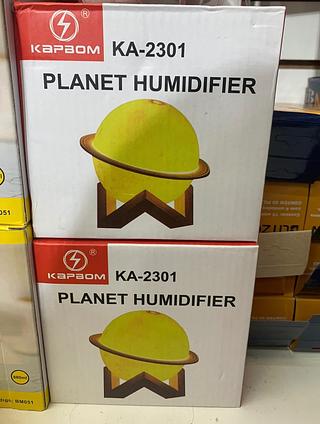 KAPBOM
®
KA-2301
PLANET HUMIDIFIER
KAPBOM
®
KA-2301
PLANET HUMIDIFIER